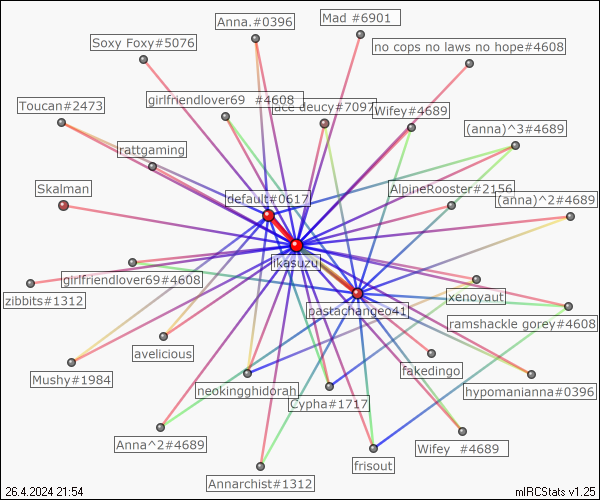 Anna.#0396
Mad #6901
Soxy Foxy#5076
no cops no laws no hope#4608
Toucan#2473
girlfriendlover69 #4608
ace deucy#7097
Wifey#4689
(anna)^3#4689
rattgaming
Skalman
default#0617
AlpineRooster#2156
(anna)^2#4689
ikasuzu
girlfriendlover69#4608
zibbits#1312
xenoyaut
pastachangeo41
ramshackle gorey#4608
avelicious
fakedingo
Mushy#1984
neokingghidorah
Cypha#1717
hypomanianna#0396
Anna^2#4689
Wifey #4689
frisout
Annarchist#1312
26.4.2024 21:54
mIRCStats v1.25